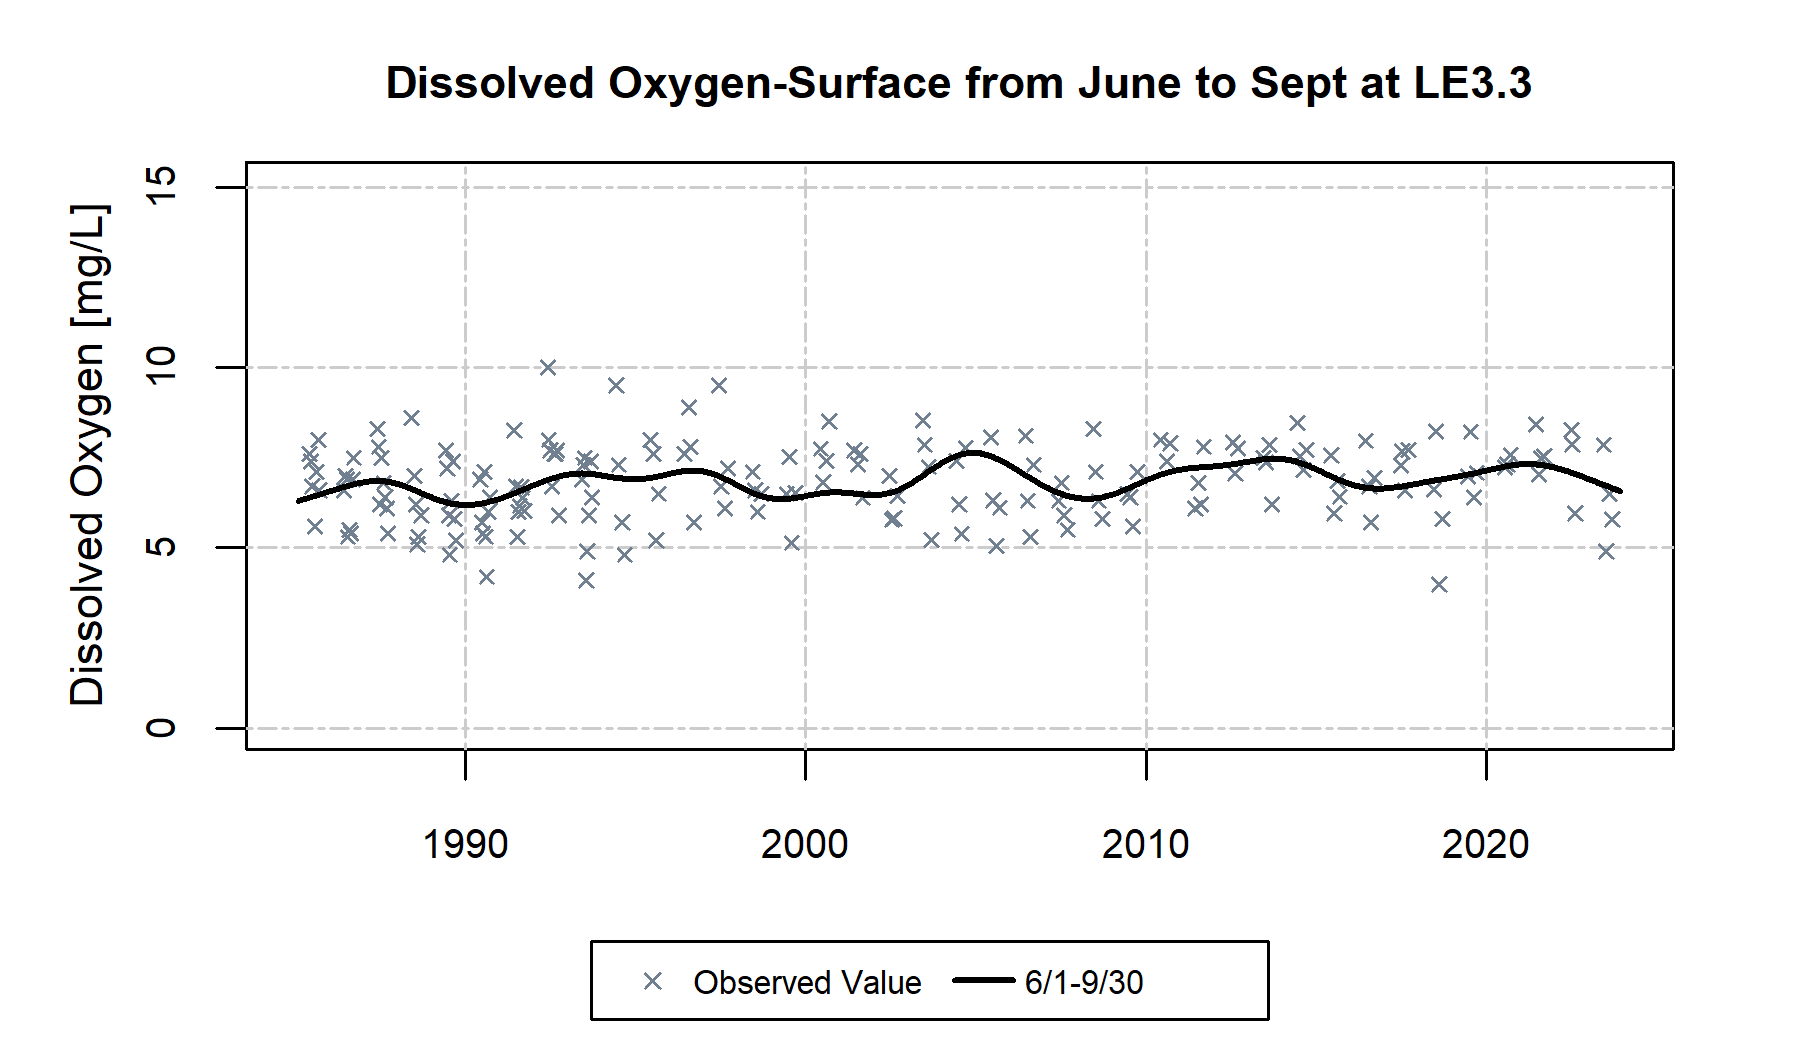 Dissolved Oxygen-Surface from June to Sept at LE3.3
Dissolved Oxygen [mg/L]
15
10
5
0
1990 2000 2010 2020
Observed Value 6/1-9/30